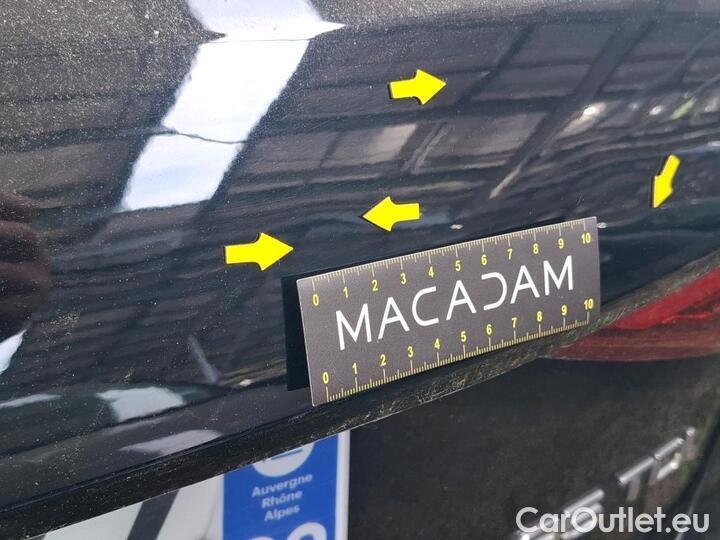 0 1 2 3 4 5 6 7 8 9 10
MACADAM
0 1 2 3 4 5 6 7 8 9 10
Auvergne
Rhône
Alpes
CarOutlet.eu